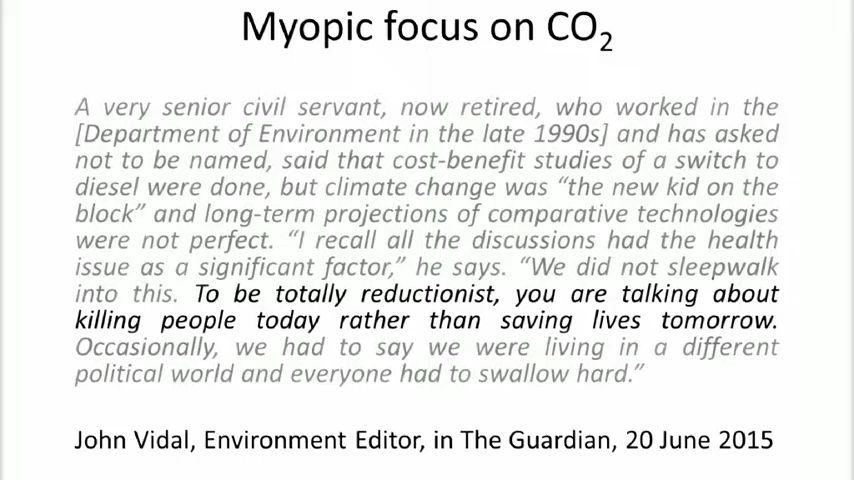 Myopic focus on CO₂
A very senior civil servant, now retired, who worked in the
[Department of Environment in the late 1990s] and has asked
not to be named, said that cost-benefit studies of a switch to
diesel were done, but climate change was “the new kid on the
block” and long-term projections of comparative technologies
were not perfect. “I recall all the discussions had the health
issue as a significant factor,” he says. “We did not sleepwalk
into this. To be totally reductionist, you are talking about
killing people today rather than saving lives tomorrow.
Occasionally, we had to say we were living in a different
political world and everyone had to swallow hard.”
John Vidal, Environment Editor, in The Guardian, 20 June 2015